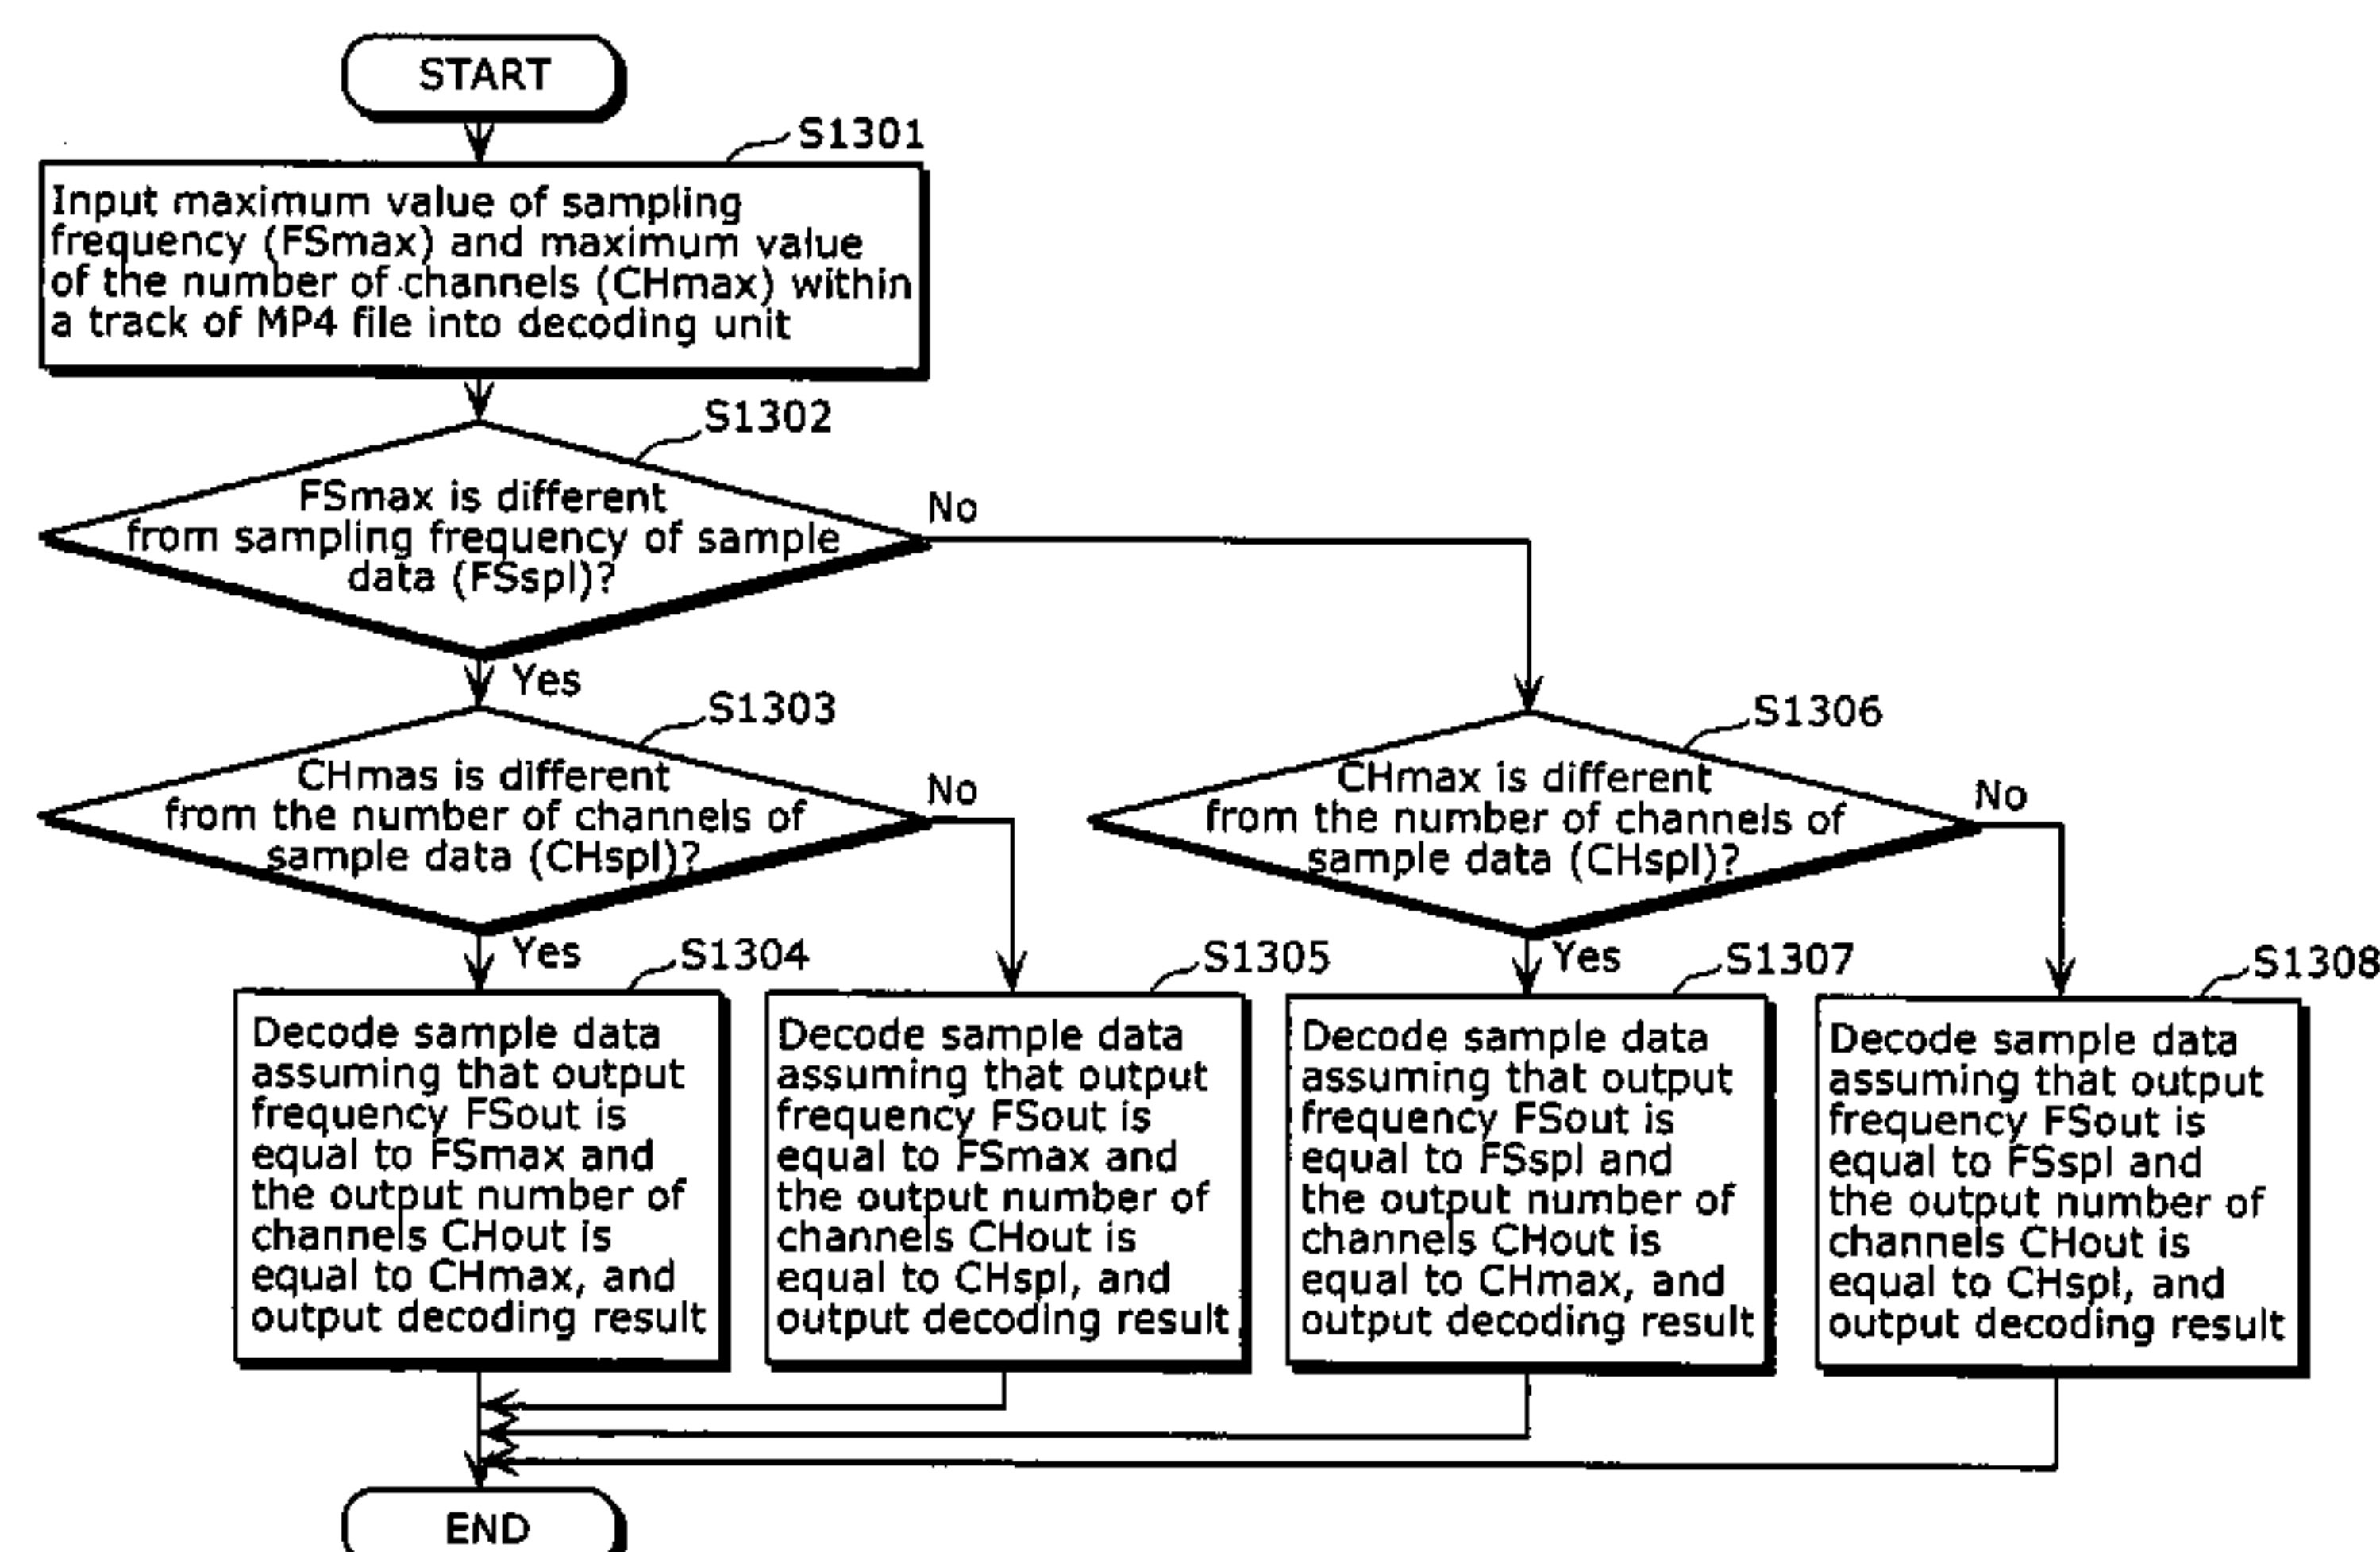 START
S1301
Input maximum value of sampling
frequency (FSmax) and maximum value
of the number of channels (CHmax) within
a track of MP4 file into decoding unit
S1302
FSmax is different
from sampling frequency of sample
data (FSspl)?
No
Yes
S1303
CHmas is different
from the number of channels of
sample data (CHspl)?
No
Yes
S1306
CHmax is different
from the number of channels of
sample data (CHspl)?
No
Yes
S1304
Decode sample data
assuming that output
frequency FSout is
equal to FSmax and
the output number of
channels CHout is
equal to CHmax, and
output decoding result
S1305
Decode sample data
assuming that output
frequency FSout is
equal to FSmax and
the output number of
channels CHout is
equal to CHspl, and
output decoding result
S1307
Decode sample data
assuming that output
frequency FSout is
equal to FSspl and
the output number of
channels CHout is
equal to CHmax, and
output decoding result
S1308
Decode sample data
assuming that output
frequency FSout is
equal to FSspl and
the output number of
channels CHout is
equal to CHspl, and
output decoding result
END